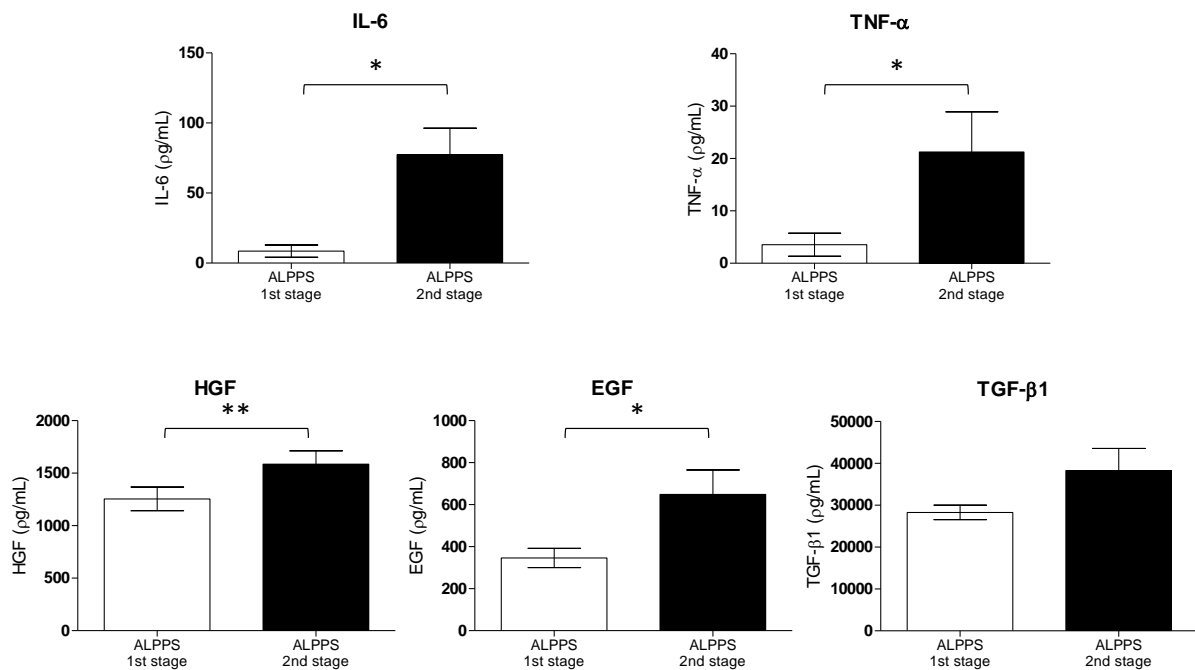 IL-6
IL-6 (ρg/mL)
150
100
50
0
*
ALPPS
1st stage
ALPPS
2nd stage
TNF-α
TNF-α (ρg/mL)
40
30
20
10
0
*
ALPPS
1st stage
ALPPS
2nd stage
HGF
HGF (ρg/mL)
2000
1500
1000
500
0
**
ALPPS
1st stage
ALPPS
2nd stage
EGF
EGF (ρg/mL)
1000
800
600
400
200
0
*
ALPPS
1st stage
ALPPS
2nd stage
TGF-β1
TGF-β1 (ρg/mL)
50000
40000
30000
20000
10000
0
ALPPS
1st stage
ALPPS
2nd stage